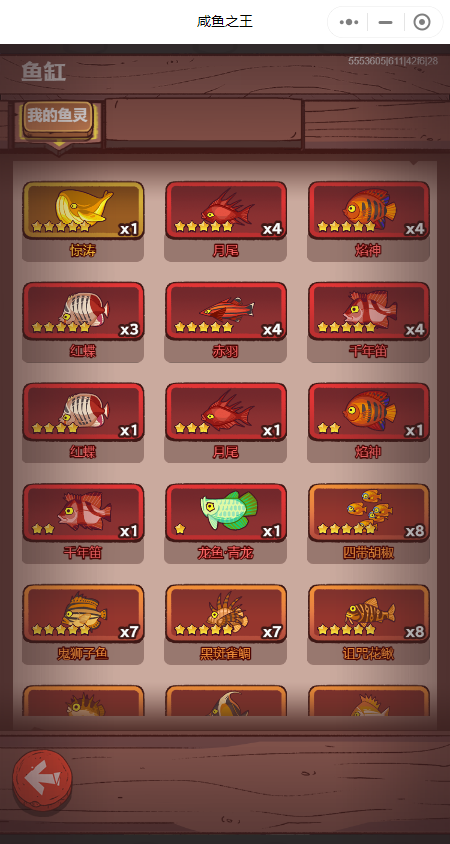 咸鱼之王
鱼缸
5553605|611|42f6|28
我的鱼灵
x1 x4 x4
惊涛 月尾 焰神
x3 x4 x4
红蝶 赤羽 千年笛
x1 x1 x1
红蝶 月尾 焰神
x1 x1 x8
千年笛 龙鱼·青龙 四带胡椒
x7 x7 x8
鬼狮子鱼 黑斑雀鲷 诅咒花鮨